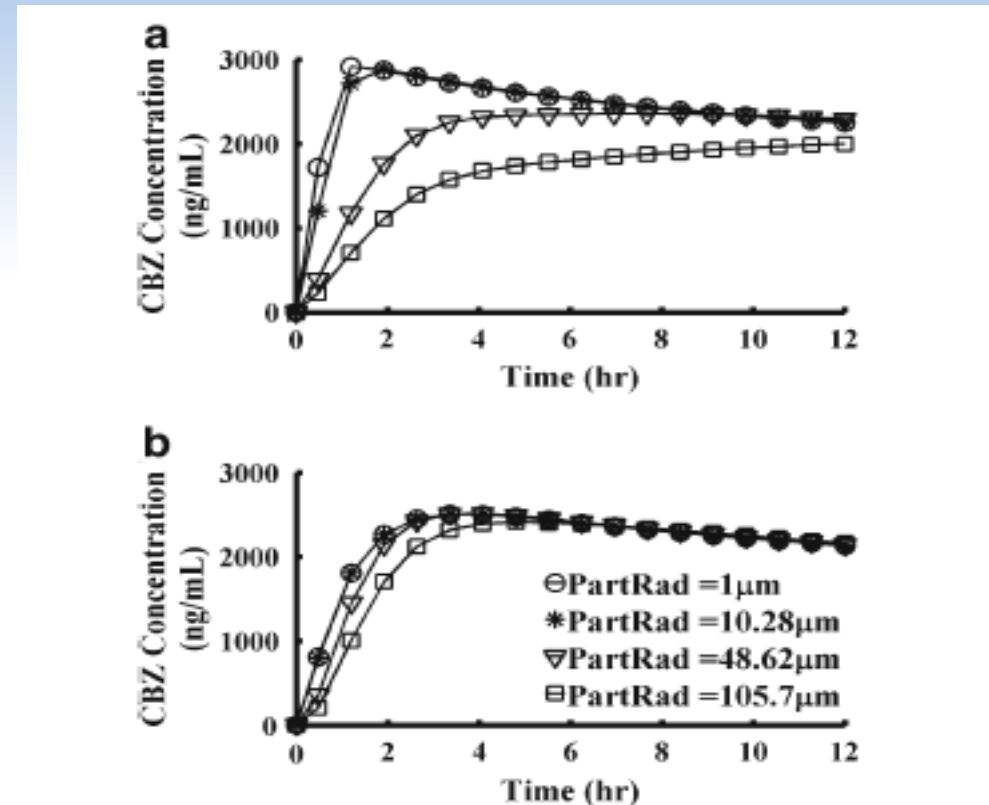 a
3000
2000
1000
0
CBZ Concentration
(ng/mL)
0 2 4 6 8 10 12
Time (hr)
b
3000
2000
1000
0
CBZ Concentration
(ng/mL)
PartRad =1μm
PartRad =10.28μm
PartRad =48.62μm
PartRad =105.7μm
0 2 4 6 8 10 12
Time (hr)